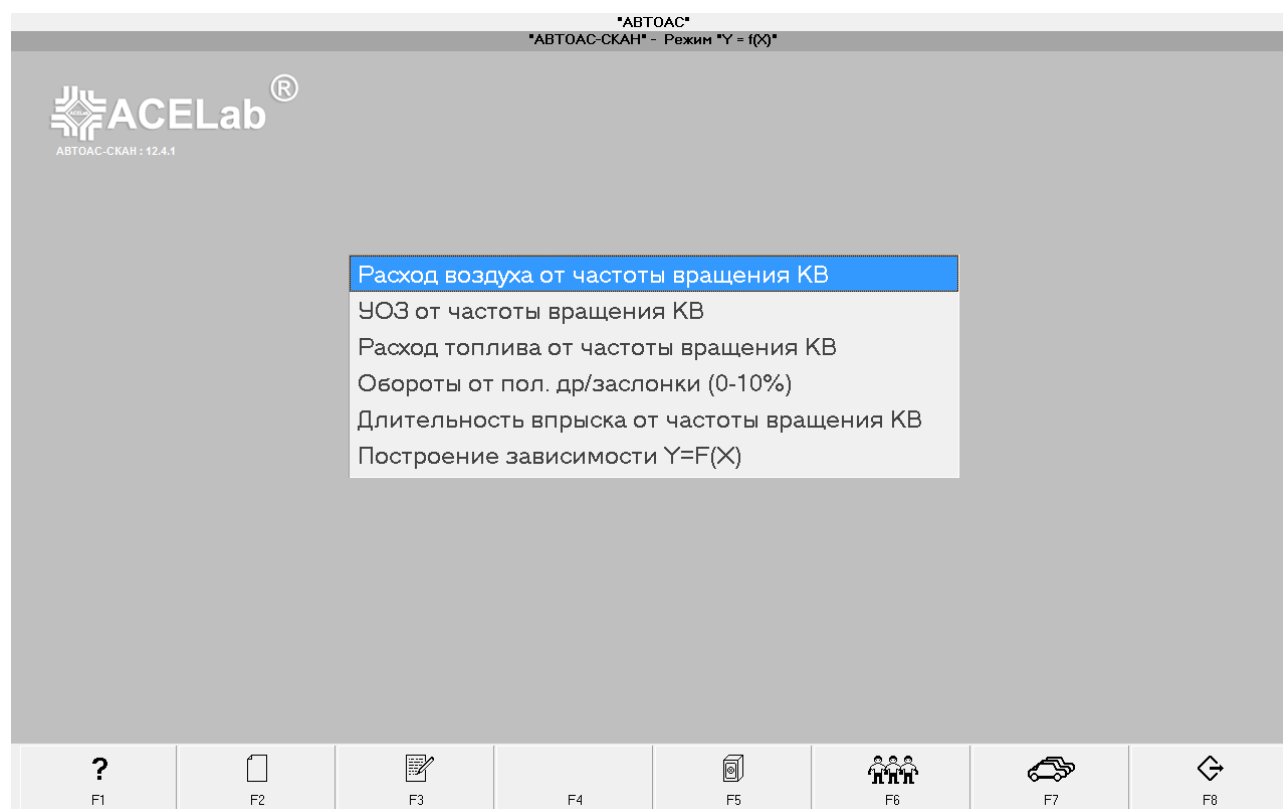 "АВТОАС"
"АВТОАС-СКАН" - Режим "Y = f(X)"
ACELab®
АВТОАС-СКАН : 12.4.1
Расход воздуха от частоты вращения КВ
УОЗ от частоты вращения КВ
Расход топлива от частоты вращения КВ
Обороты от пол. др/заслонки (0-10%)
Длительность впрыска от частоты вращения КВ
Построение зависимости Y=F(X)
?
F1 F2 F3 F4 F5 F6 F7 F8